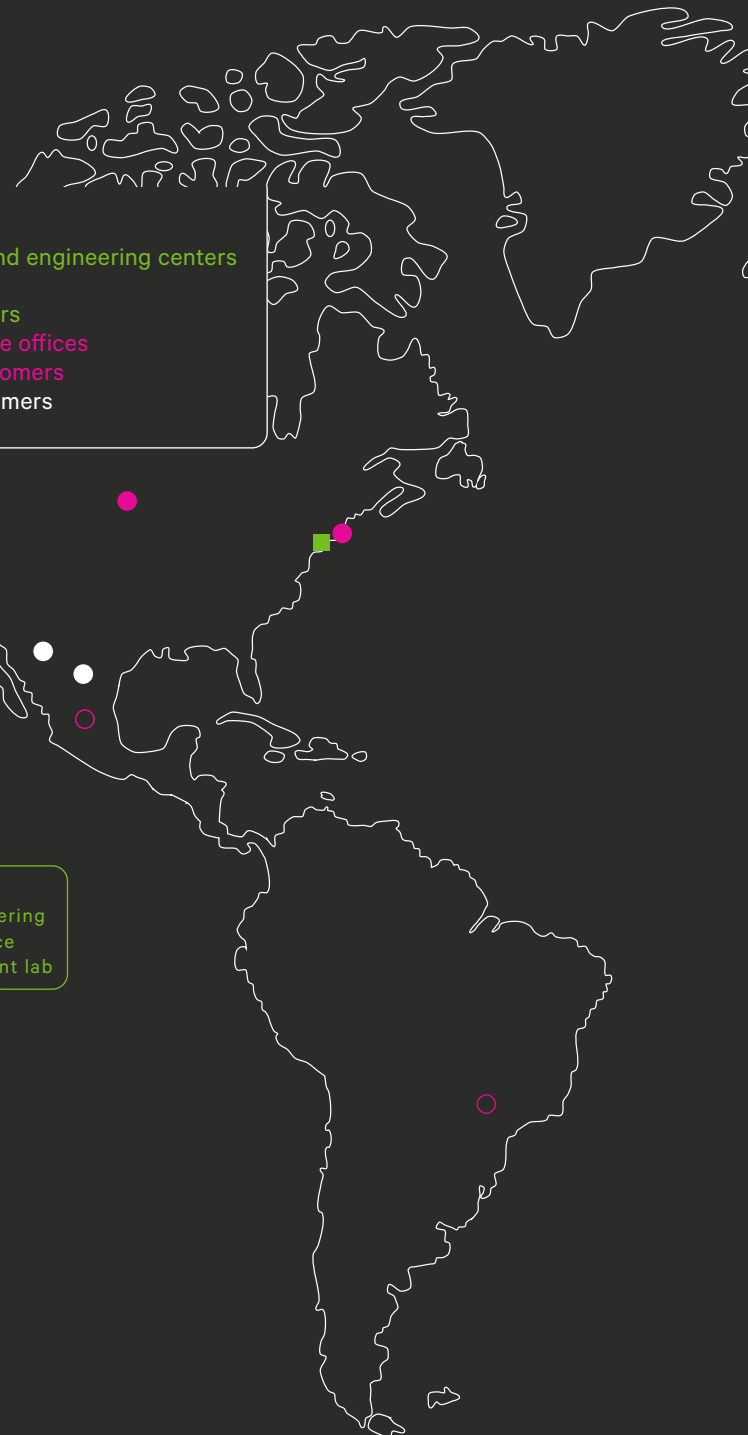 nd engineering centers
rs
e offices
omers
mers
ering
ce
nt lab